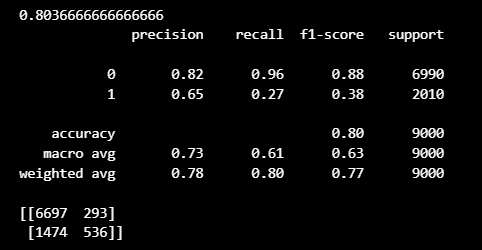 0.8036666666666666
precision recall f1-score support
0 0.82 0.96 0.88 6990
1 0.65 0.27 0.38 2010
accuracy 0.80 9000
macro avg 0.73 0.61 0.63 9000
weighted avg 0.78 0.80 0.77 9000
[[6697 293]
[1474 536]]